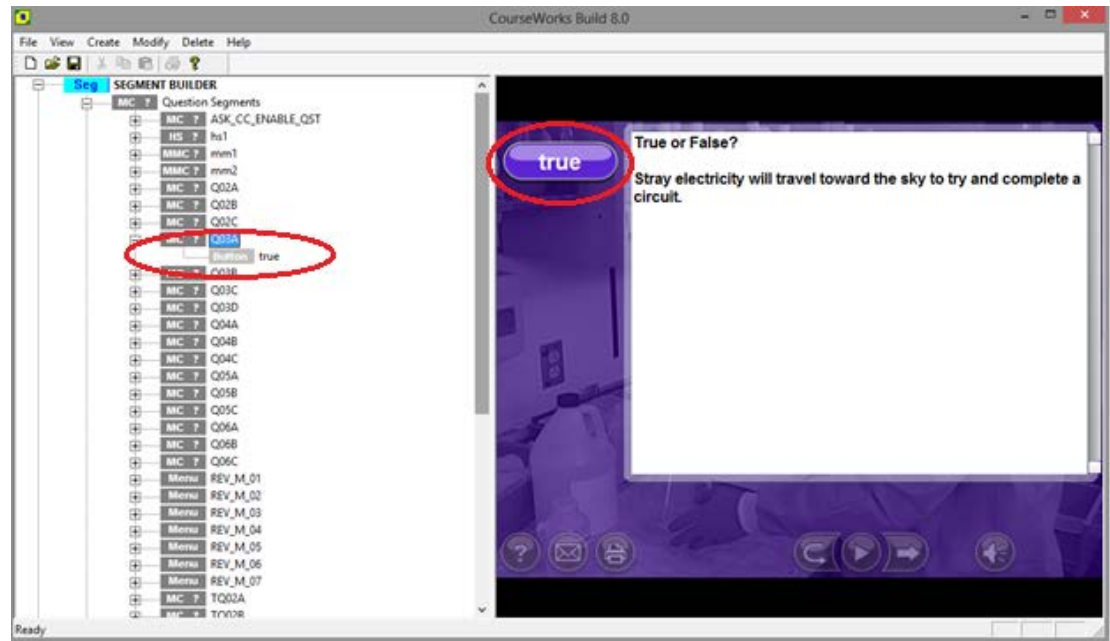 CourseWorks Build 8.0
File View Create Modify Delete Help
Seg SEGMENT BUILDER
MC ? Question Segments
MC ? ASK_CC_ENABLE_QST
HS ? hs1
MMC ? mm1
MMC ? mm2
MC ? Q02A
MC ? Q02B
MC ? Q02C
MC ? Q03A
Button true
MC ? Q03B
MC ? Q03C
MC ? Q03D
MC ? Q04A
MC ? Q04B
MC ? Q04C
MC ? Q05A
MC ? Q05B
MC ? Q05C
MC ? Q06A
MC ? Q06B
MC ? Q06C
Menu REV_M_01
Menu REV_M_02
Menu REV_M_03
Menu REV_M_04
Menu REV_M_05
Menu REV_M_06
Menu REV_M_07
MC ? TQ02A
MC ? TQ02B
true
True or False?
Stray electricity will travel toward the sky to try and complete a
circuit.
?
Ready